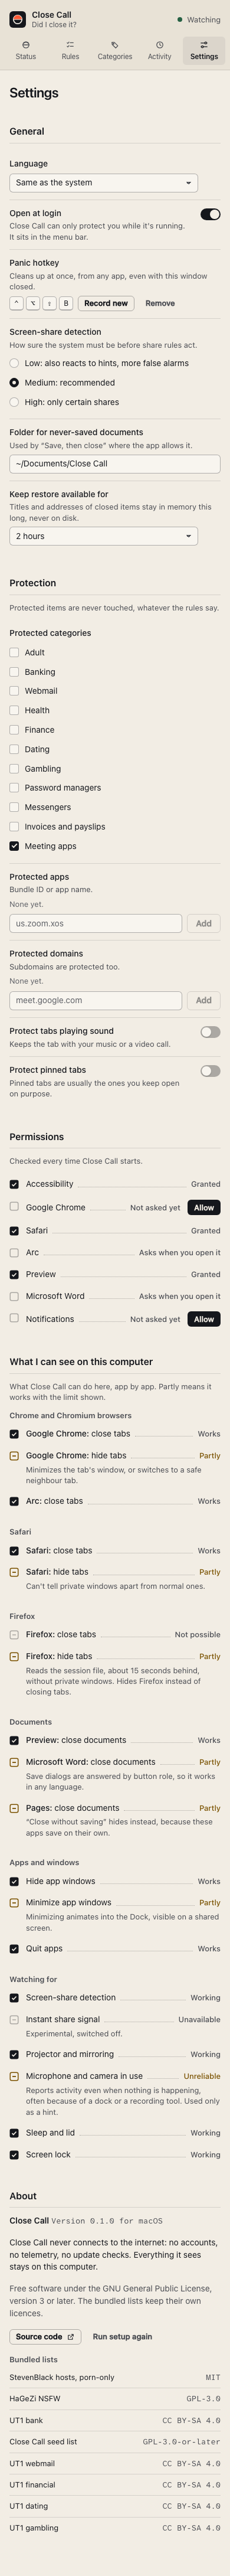 Close Call
Did I close it?
Watching
Status
Rules
Categories
Activity
Settings
Settings
General
Language
Same as the system
Open at login
Close Call can only protect you while it's running.
It sits in the menu bar.
Panic hotkey
Cleans up at once, from any app, even with this window
closed.
⌃ ⌥ ⇧ B Record new Remove
Screen-share detection
How sure the system must be before share rules act.
Low: also reacts to hints, more false alarms
Medium: recommended
High: only certain shares
Folder for never-saved documents
Used by “Save, then close” where the app allows it.
~/Documents/Close Call
Keep restore available for
Titles and addresses of closed items stay in memory this
long, never on disk.
2 hours
Protection
Protected items are never touched, whatever the rules say.
Protected categories
Adult
Banking
Webmail
Health
Finance
Dating
Gambling
Password managers
Messengers
Invoices and payslips
Meeting apps
Protected apps
Bundle ID or app name.
None yet.
us.zoom.xos Add
Protected domains
Subdomains are protected too.
None yet.
meet.google.com Add
Protect tabs playing sound
Keeps the tab with your music or a video call.
Protect pinned tabs
Pinned tabs are usually the ones you keep open
on purpose.
Permissions
Checked every time Close Call starts.
Accessibility Granted
Google Chrome Not asked yet Allow
Safari Granted
Arc Asks when you open it
Preview Granted
Microsoft Word Asks when you open it
Notifications Not asked yet Allow
What I can see on this computer
What Close Call can do here, app by app. Partly means it
works with the limit shown.
Chrome and Chromium browsers
Google Chrome: close tabs Works
Google Chrome: hide tabs Partly
Minimizes the tab's window, or switches to a safe
neighbour tab.
Arc: close tabs Works
Safari
Safari: close tabs Works
Safari: hide tabs Partly
Can't tell private windows apart from normal ones.
Firefox
Firefox: close tabs Not possible
Firefox: hide tabs Partly
Reads the session file, about 15 seconds behind,
without private windows. Hides Firefox instead of
closing tabs.
Documents
Preview: close documents Works
Microsoft Word: close documents Partly
Save dialogs are answered by button role, so it works
in any language.
Pages: close documents Partly
“Close without saving” hides instead, because these
apps save on their own.
Apps and windows
Hide app windows Works
Minimize app windows Partly
Minimizing animates into the Dock, visible on a shared
screen.
Quit apps Works
Watching for
Screen-share detection Working
Instant share signal Unavailable
Experimental, switched off.
Projector and mirroring Working
Microphone and camera in use Unreliable
Reports activity even when nothing is happening,
often because of a dock or a recording tool. Used only
as a hint.
Sleep and lid Working
Screen lock Working
About
Close Call Version 0.1.0 for macOS
Close Call never connects to the internet: no accounts,
no telemetry, no update checks. Everything it sees
stays on this computer.
Free software under the GNU General Public License,
version 3 or later. The bundled lists keep their own
licences.
Source code Run setup again
Bundled lists
StevenBlack hosts, porn-only MIT
HaGeZi NSFW GPL-3.0
UT1 bank CC BY-SA 4.0
Close Call seed list GPL-3.0-or-later
UT1 webmail CC BY-SA 4.0
UT1 financial CC BY-SA 4.0
UT1 dating CC BY-SA 4.0
UT1 gambling CC BY-SA 4.0